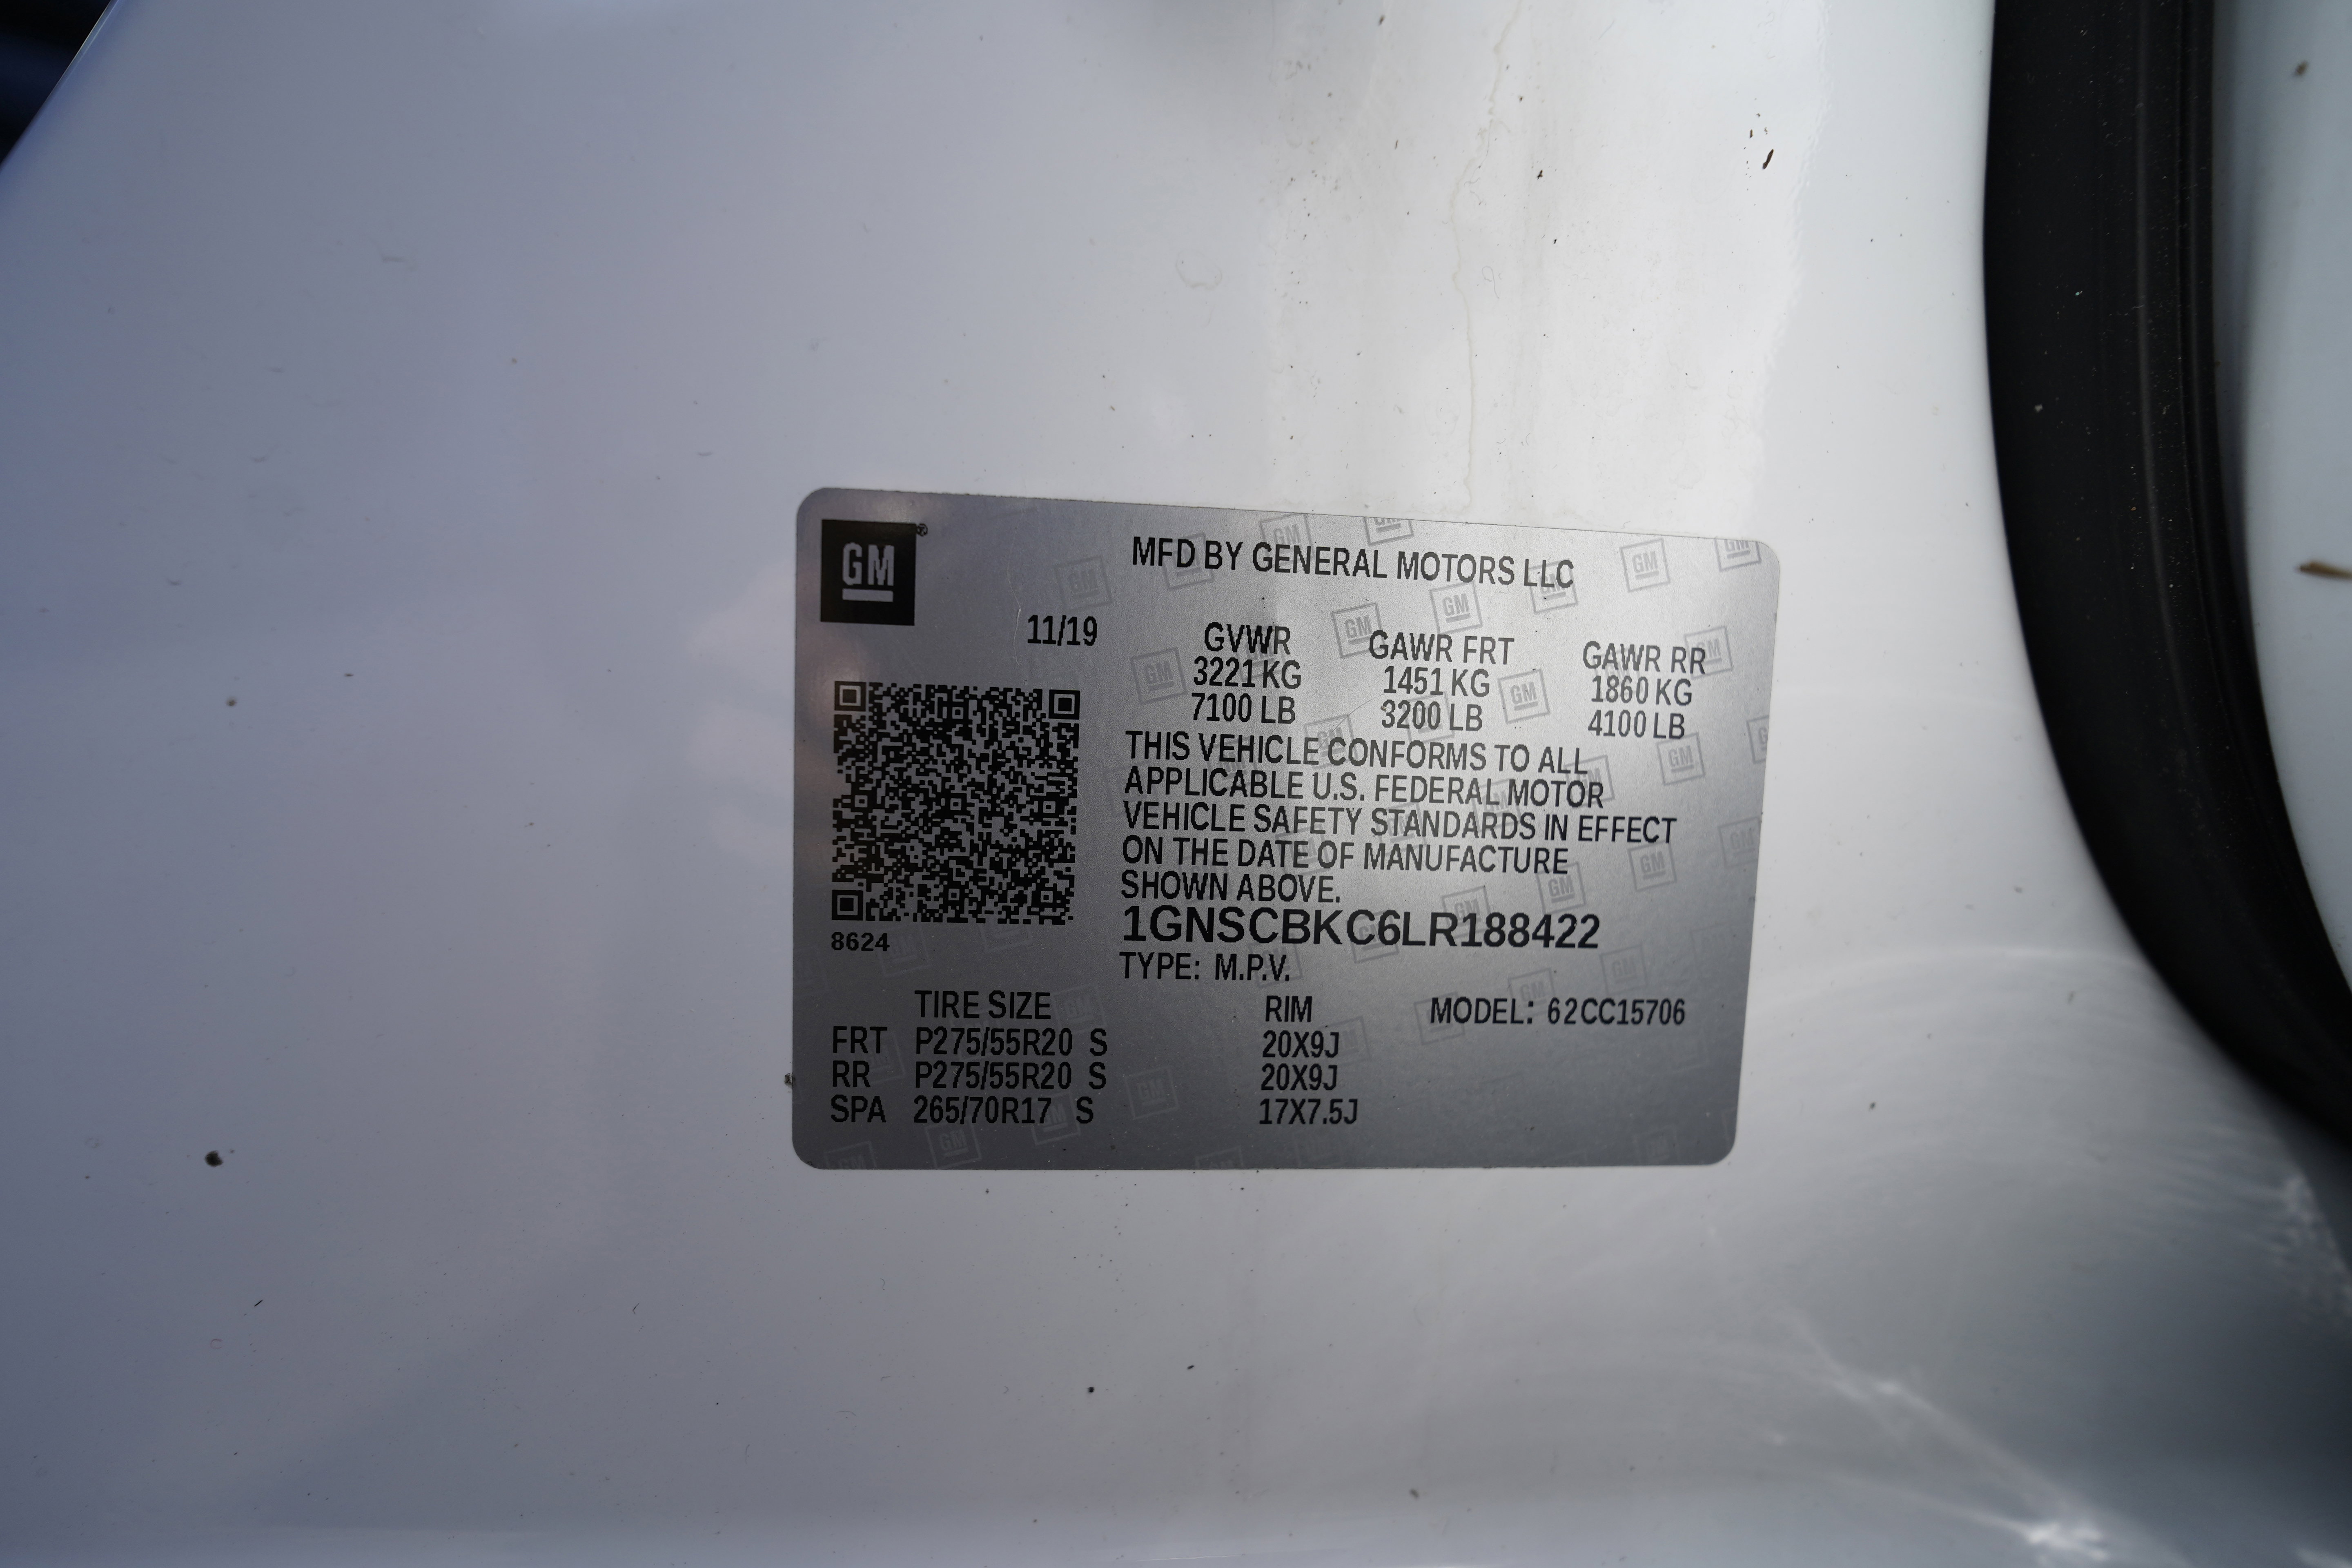 GM
MFD BY GENERAL MOTORS LLC
11/19
GVWR GAWR FRT GAWR RR
3221 KG 1451 KG 1860 KG
7100 LB 3200 LB 4100 LB
THIS VEHICLE CONFORMS TO ALL
APPLICABLE U.S. FEDERAL MOTOR
VEHICLE SAFETY STANDARDS IN EFFECT
ON THE DATE OF MANUFACTURE
SHOWN ABOVE.
1GNSCBKC6LR188422
8624
TYPE: M.P.V.
TIRE SIZE RIM MODEL: 62CC15706
FRT P275/55R20 S 20X9J
RR P275/55R20 S 20X9J
SPA 265/70R17 S 17X7.5J